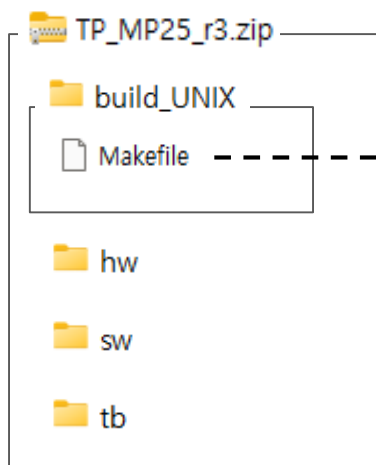 TP_MP25_r3.zip
build_UNIX
Makefile
hw
sw
tb